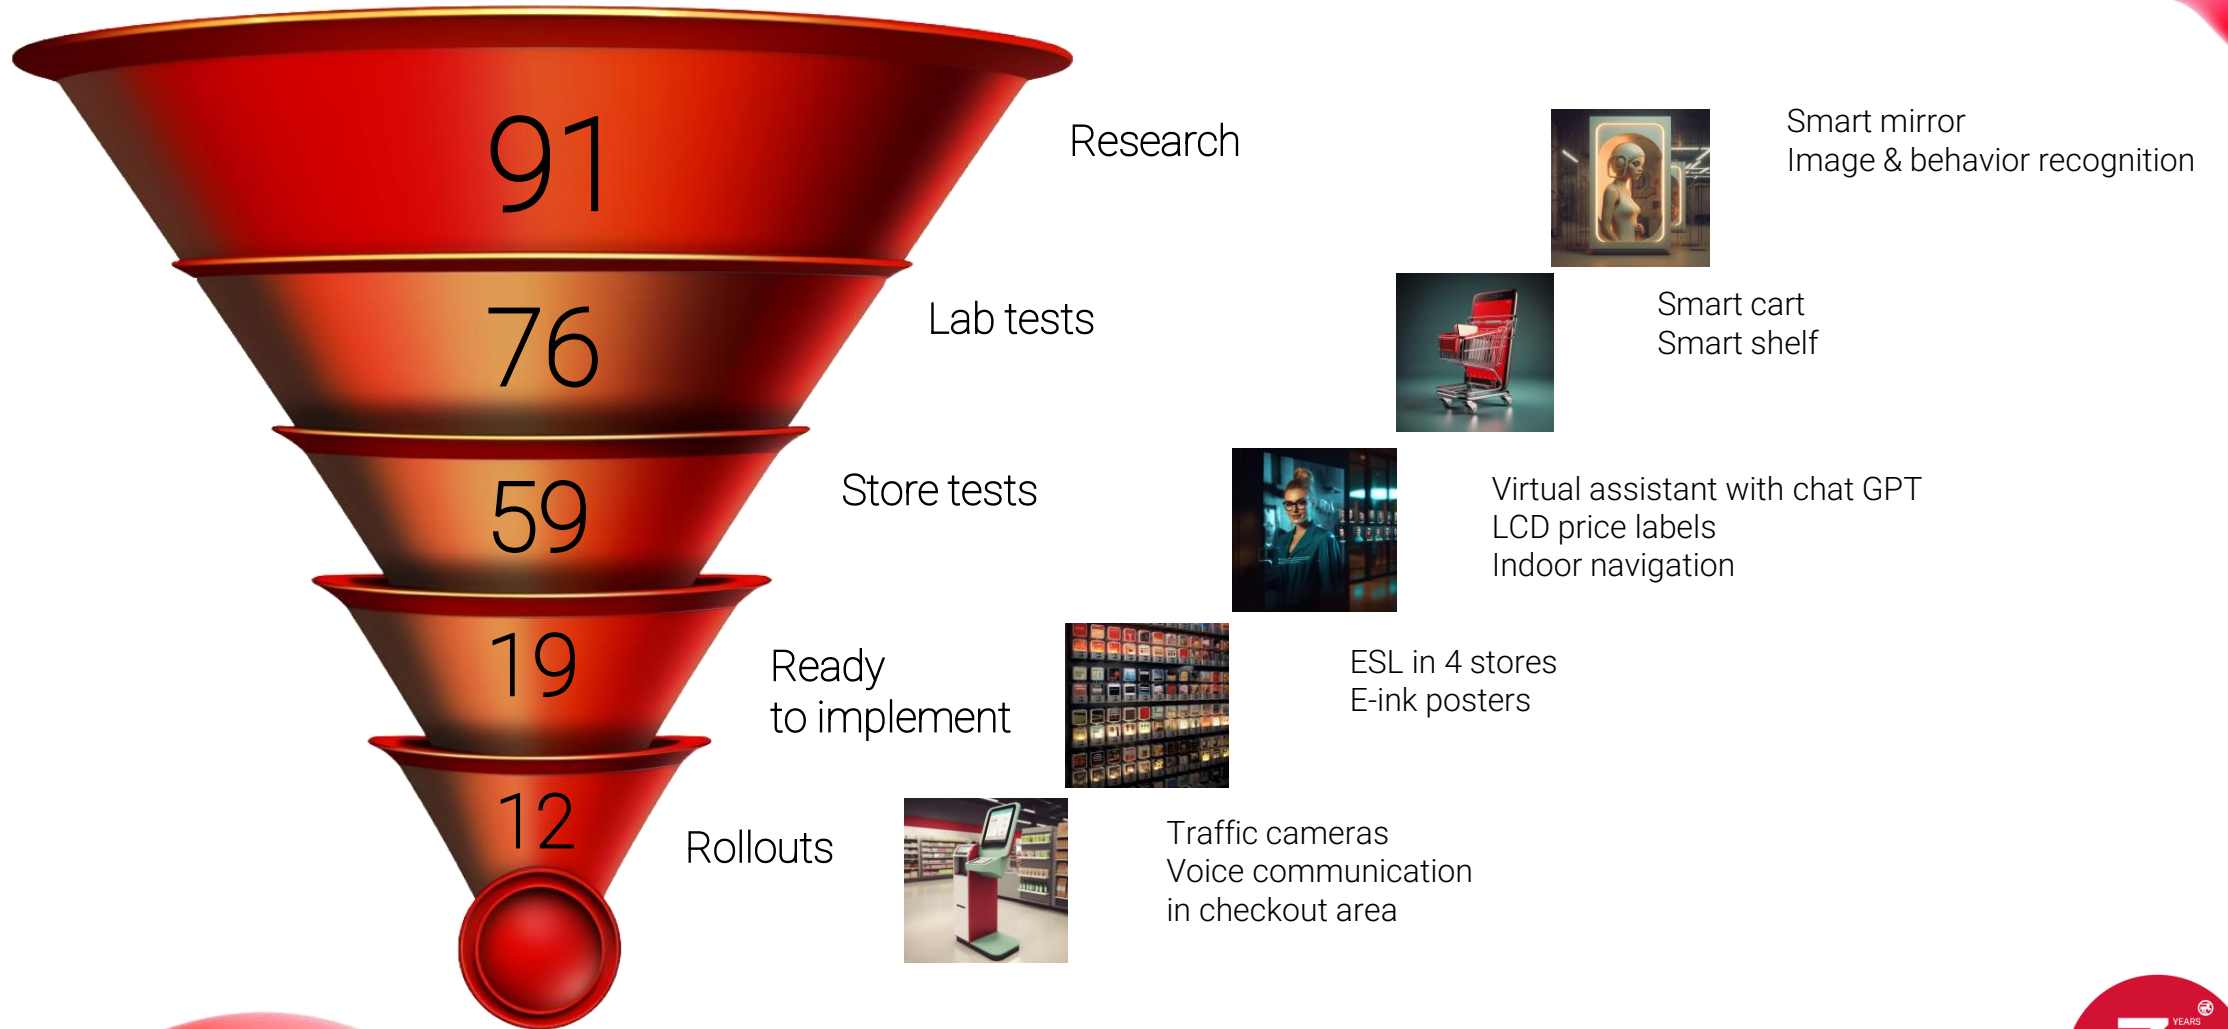 91
Research
Smart mirror
Image & behavior recognition
76
Lab tests
Smart cart
Smart shelf
59
Store tests
Virtual assistant with chat GPT
LCD price labels
Indoor navigation
19
Ready
to implement
ESL in 4 stores
E-ink posters
12
Rollouts
Traffic cameras
Voice communication
in checkout area
YEARS